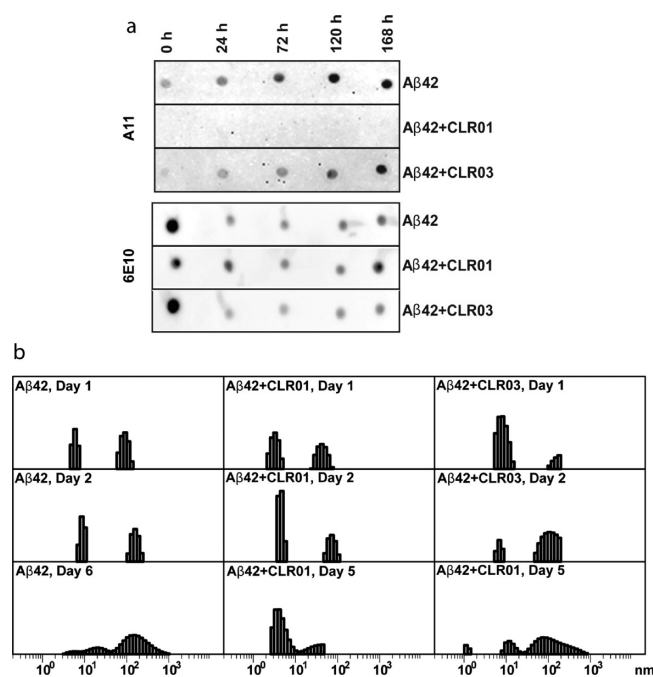 a
0 h 24 h 72 h 120 h 168 h
A11
Aβ42
Aβ42+CLR01
Aβ42+CLR03
6E10
Aβ42
Aβ42+CLR01
Aβ42+CLR03
b
Aβ42, Day 1 Aβ42+CLR01, Day 1 Aβ42+CLR03, Day 1
Aβ42, Day 2 Aβ42+CLR01, Day 2 Aβ42+CLR03, Day 2
Aβ42, Day 6 Aβ42+CLR01, Day 5 Aβ42+CLR01, Day 5
10⁰ 10¹ 10² 10³ 10⁰ 10¹ 10² 10³ 10⁰ 10¹ 10² 10³ nm